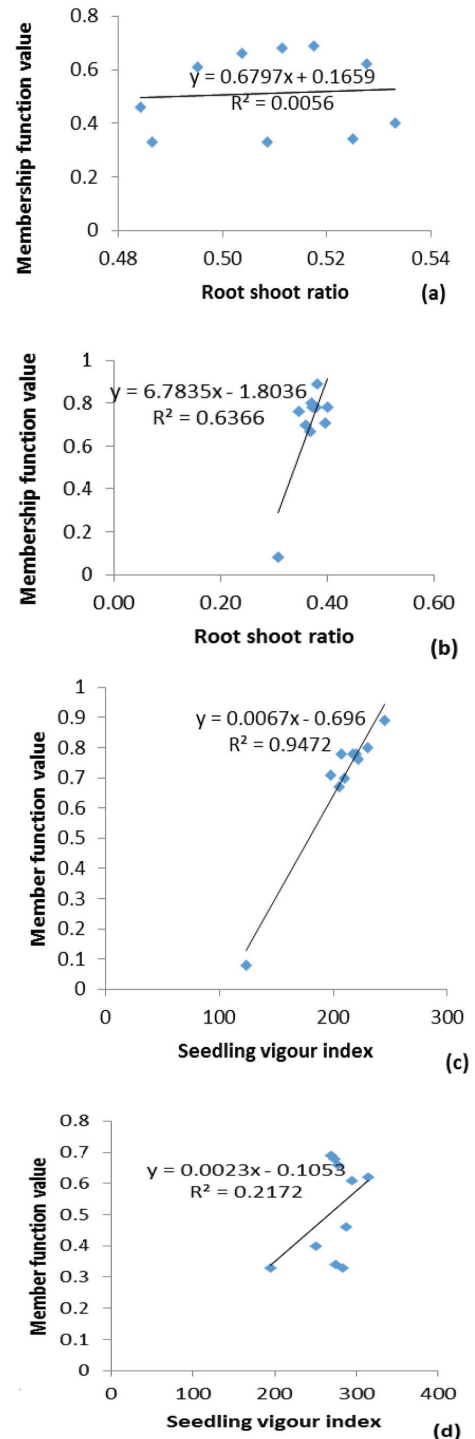 Membership function value
0.8
0.6
0.4
0.2
0
y = 0.6797x + 0.1659
R² = 0.0056
0.48 0.50 0.52 0.54
Root shoot ratio
(a)
Membership function value
1
0.8
0.6
0.4
0.2
0
y = 6.7835x - 1.8036
R² = 0.6366
0.00 0.20 0.40 0.60
Root shoot ratio
(b)
Member function value
1
0.9
0.8
0.7
0.6
0.5
0.4
0.3
0.2
0.1
0
y = 0.0067x - 0.696
R² = 0.9472
0 100 200 300
Seedling vigour index
(c)
Member function value
0.8
0.7
0.6
0.5
0.4
0.3
0.2
0.1
0
y = 0.0023x - 0.1053
R² = 0.2172
0 100 200 300 400
Seedling vigour index
(d)